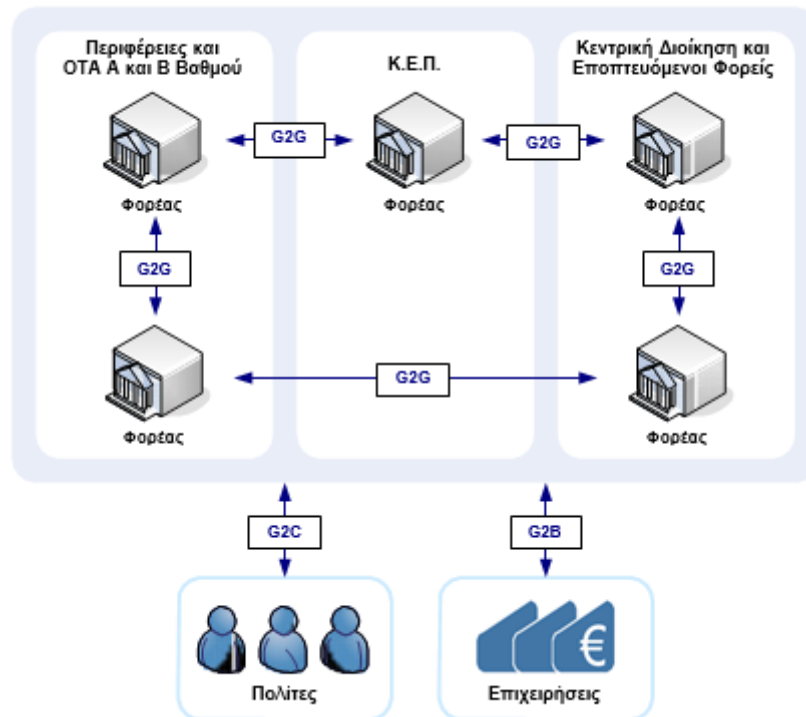 Περιφέρειες και
ΟΤΑ Α και Β Βαθμού
Κ.Ε.Π.
Κεντρική Διοίκηση και
Εποπτευόμενοι Φορείς
G2G
G2G
Φορέας
Φορέας
Φορέας
G2G
G2G
G2G
Φορέας
Φορέας
G2C
G2B
€
Πολίτες
Επιχειρήσεις